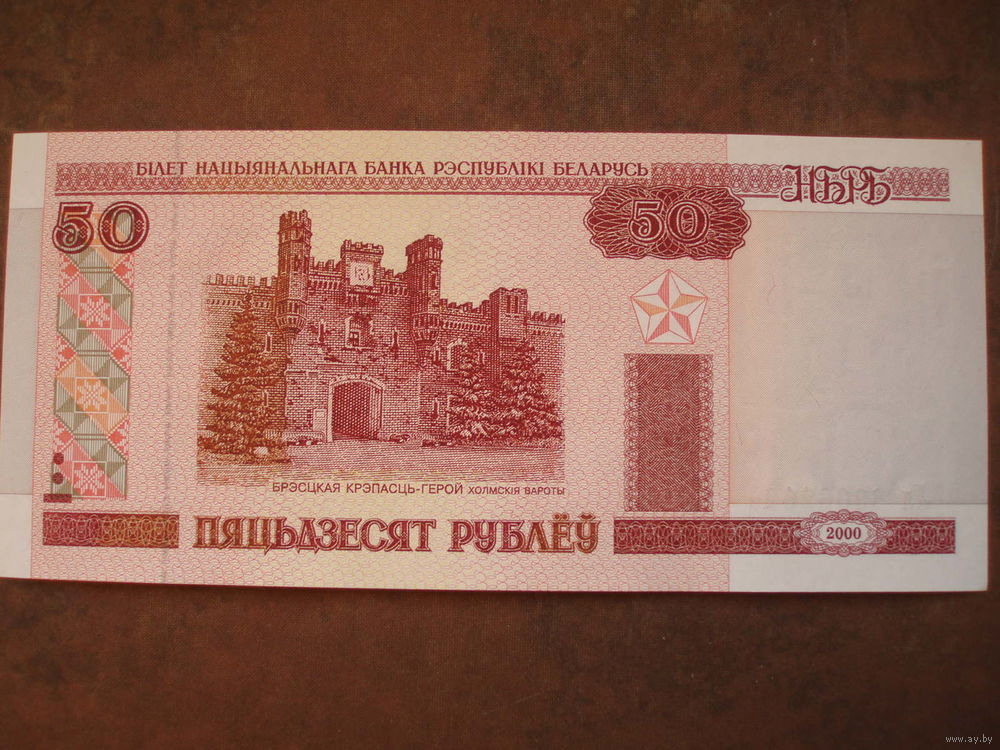 БІЛЕТ НАЦЫЯНАЛЬНАГА БАНКА РЭСПУБЛІКІ БЕЛАРУСЬ
НБРБ
50
50
БРЭСЦКАЯ КРЭПАСЦЬ-ГЕРОЙ ХОЛМСКІЯ ВАРОТЫ
ПЯЦЬДЗЕСЯТ РУБЛЁЎ
2000
www.ay.by